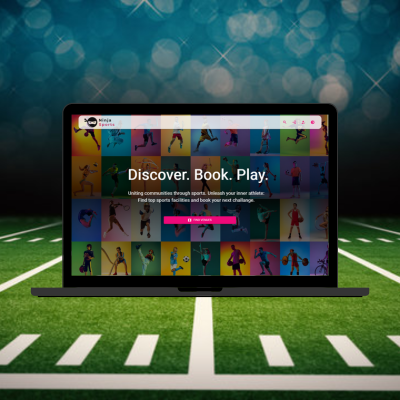 Ninja
Sports
Discover. Book. Play.
Uniting communities through sports. Unleash your inner athlete:
Find top sports facilities and book your next challenge.